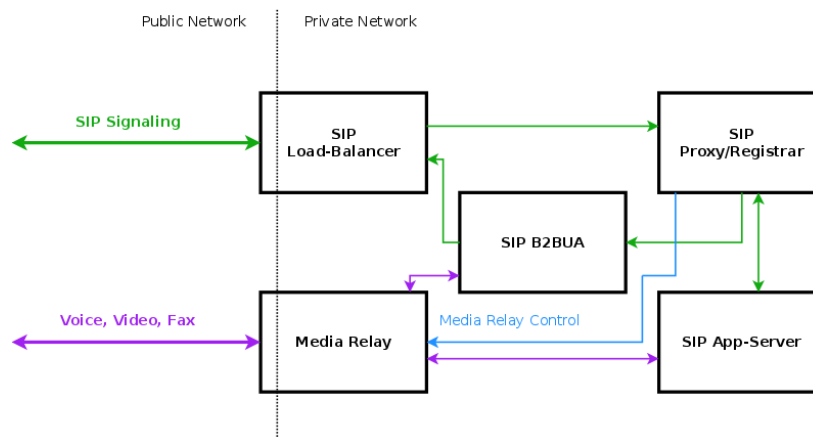 Public Network
Private Network
SIP Signaling
SIP
Load-Balancer
SIP
Proxy/Registrar
SIP B2BUA
Voice, Video, Fax
Media Relay
Media Relay Control
SIP App-Server